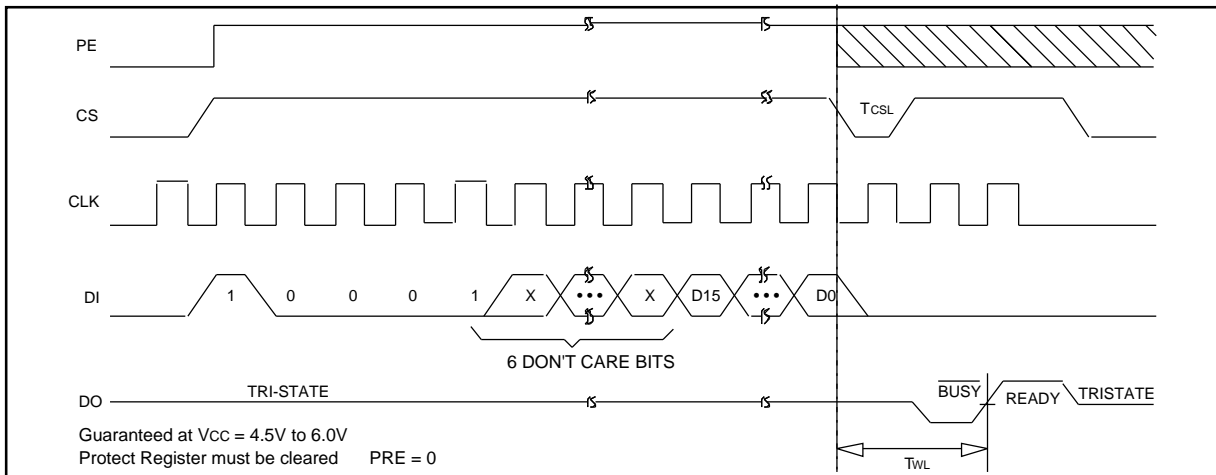 PE
CS
TCSL
CLK
DI 1 0 0 0 1 X ••• X D15 ••• D0
6 DON'T CARE BITS
DO TRI-STATE BUSY READY TRISTATE
Guaranteed at VCC = 4.5V to 6.0V
Protect Register must be cleared PRE = 0
TWL